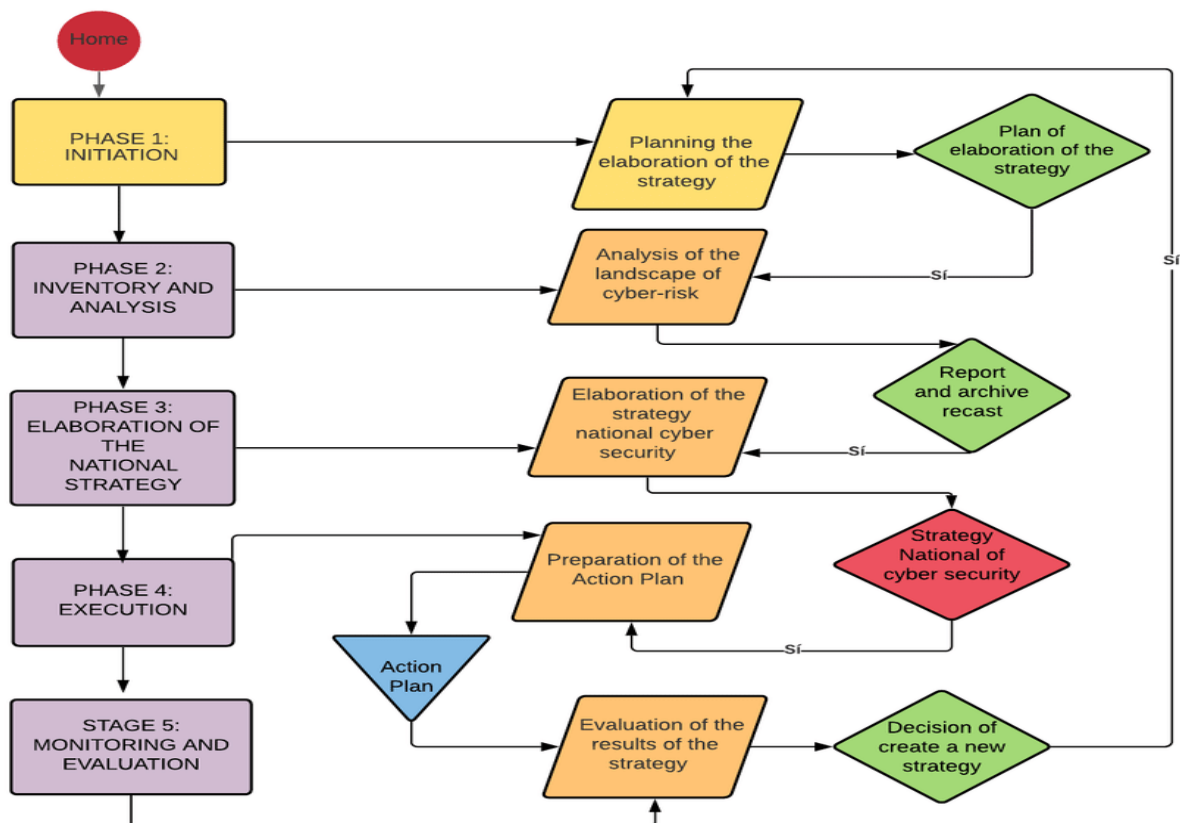 Home
PHASE 1:
INITIATION
Planning the
elaboration of the
strategy
Plan of
elaboration of the
strategy
Sí
Sí
PHASE 2:
INVENTORY AND
ANALYSIS
Analysis of the
landscape of
cyber-risk
Report
and archive
recast
Sí
PHASE 3:
ELABORATION OF
THE
NATIONAL
STRATEGY
Elaboration of the
strategy
national cyber
security
Strategy
National of
cyber security
Sí
PHASE 4:
EXECUTION
Preparation of the
Action Plan
Action
Plan
STAGE 5:
MONITORING AND
EVALUATION
Evaluation of the
results of the
strategy
Decision of
create a new
strategy